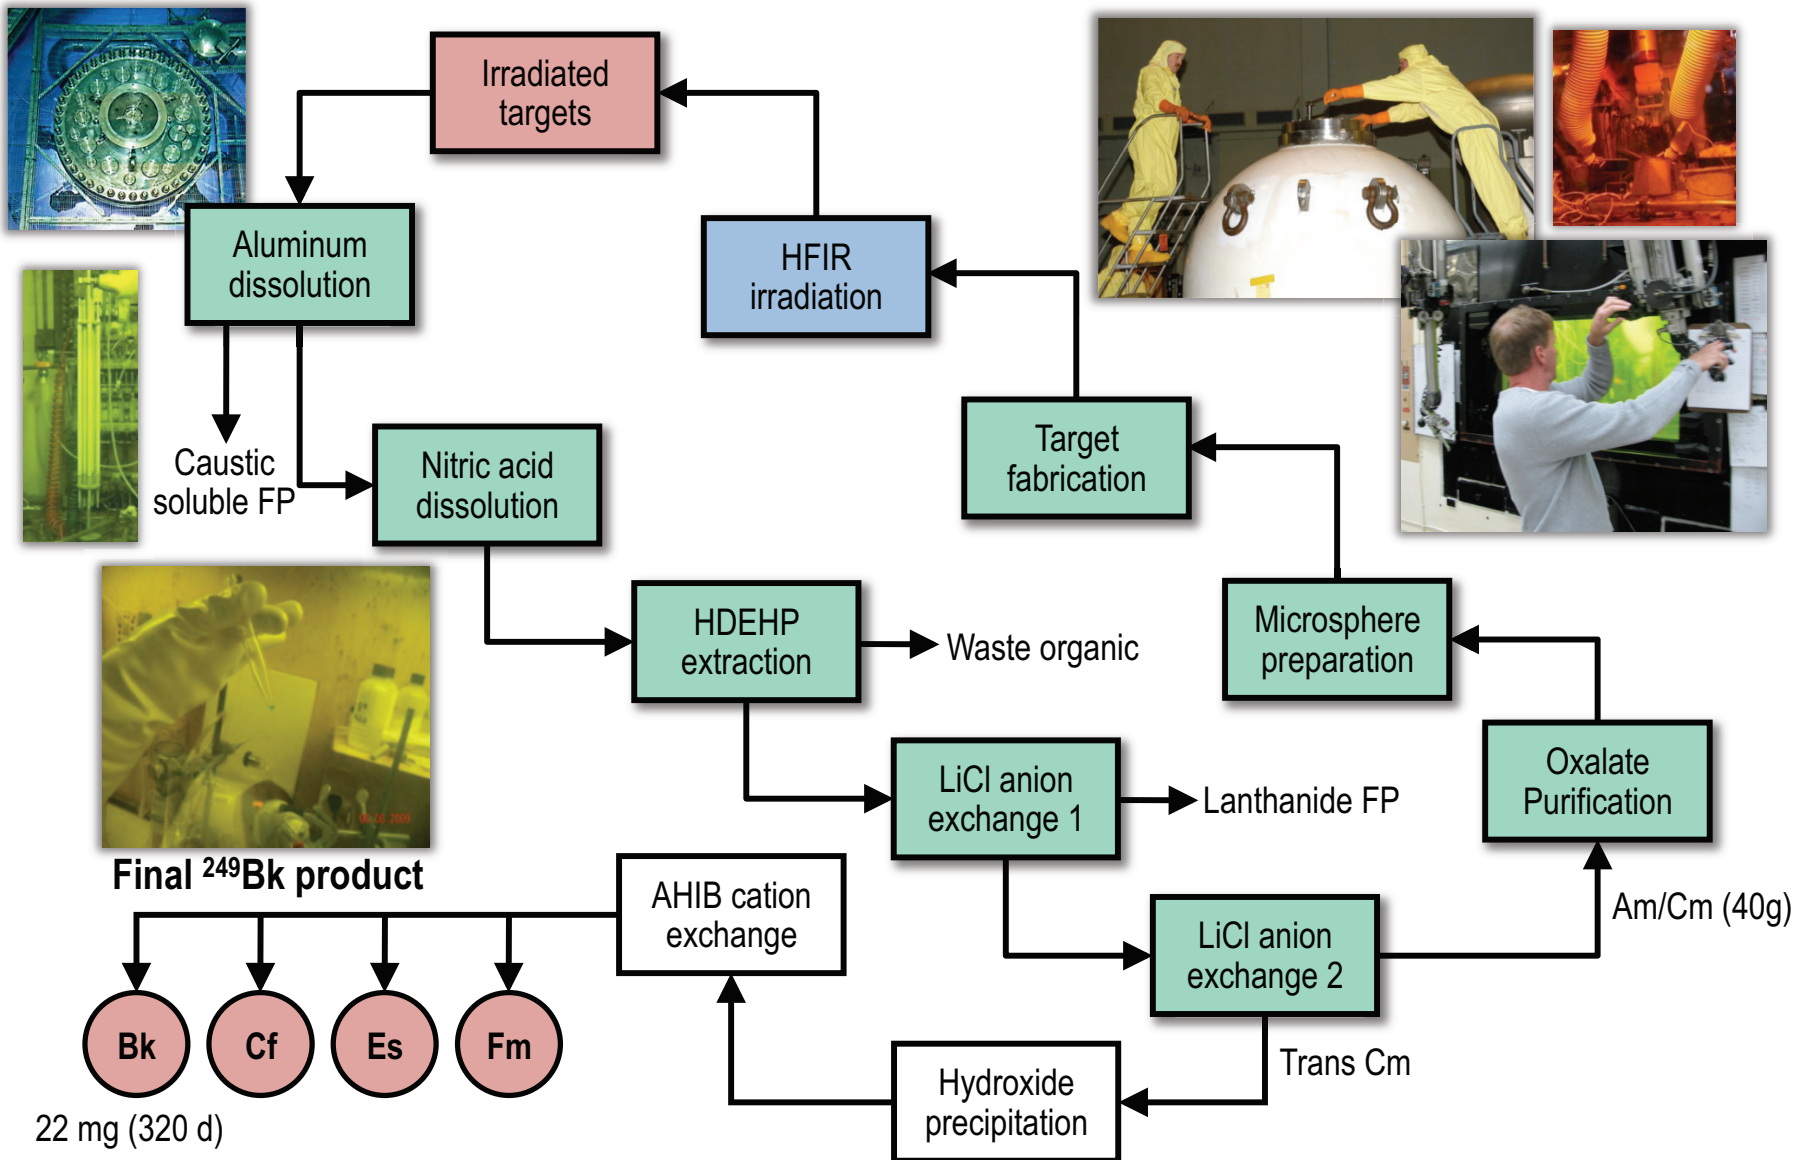 Irradiated
targets
Aluminum
dissolution
HFIR
irradiation
Caustic
soluble FP
Nitric acid
dissolution
Target
fabrication
HDEHP
extraction
Waste organic
Microsphere
preparation
LiCl anion
exchange 1
Lanthanide FP
Oxalate
Purification
Final ²⁴⁹Bk product
AHIB cation
exchange
LiCl anion
exchange 2
Am/Cm (40g)
Bk
Cf
Es
Fm
Trans Cm
Hydroxide
precipitation
22 mg (320 d)